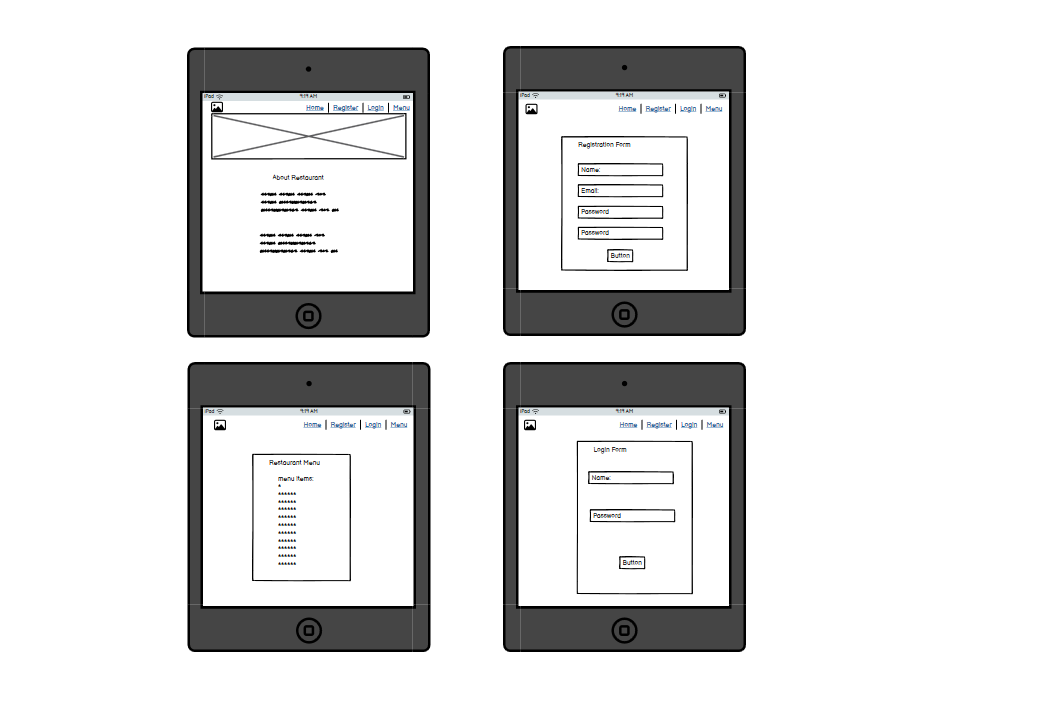 iPad 9:19 AM
Home Register Login Menu
About Restaurant
iPad 9:19 AM
Home Register Login Menu
Registration Form
Name:
Email:
Password
Password
Button
iPad 9:19 AM
Home Register Login Menu
Restaurant Menu
menu items:
*
******
******
******
******
******
******
******
******
******
******
iPad 9:19 AM
Home Register Login Menu
Login Form
Name:
Password
Button